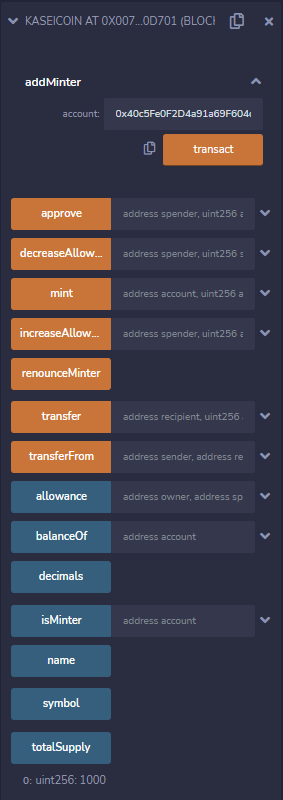 KASEICOIN AT 0X007...0D701 (BLOCK
addMinter
account: 0x40c5Fe0F2D4a91a69F604
transact
approve address spender, uint256 a
decreaseAllow... address spender, uint256 s
mint address account, uint256 a
increaseAllow... address spender, uint256 a
renounceMinter
transfer address recipient, uint256
transferFrom address sender, address re
allowance address owner, address sp
balanceOf address account
decimals
isMinter address account
name
symbol
totalSupply
0: uint256: 1000